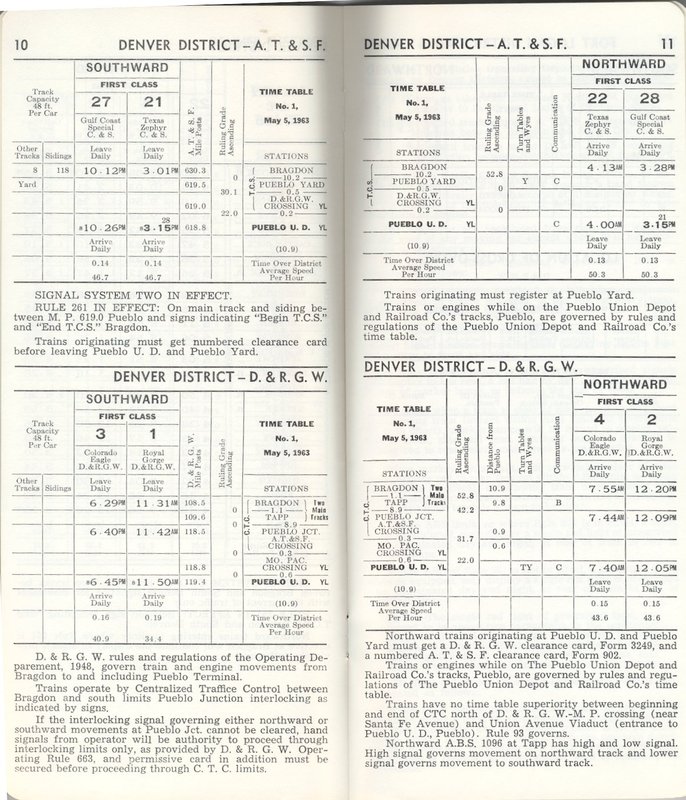 10 DENVER DISTRICT – A. T. & S. F.
SOUTHWARD
FIRST CLASS
Track Capacity 48 ft. Per Car
27 21
Gulf Coast Special C. & S.
Texas Zephyr C. & S.
A. T. & S. F. Mile Posts
Ruling Grade Ascending
TIME TABLE
No. 1,
May 5, 1963
Other Tracks Sidings
Leave Daily Leave Daily
STATIONS
8 118 10.12PM 3.01PM 630.3 BRAGDON
0 10.2
Yard 619.5 PUEBLO YARD
30.1 0.5
619.0 D.&R.G.W. CROSSING YL
22.0 0.2
T.C.S.
28
s10.26PM s3.15PM 618.8 PUEBLO U. D. YL
Arrive Daily Arrive Daily
(10.9)
0.14 0.14 Time Over District
46.7 46.7 Average Speed Per Hour
SIGNAL SYSTEM TWO IN EFFECT.
RULE 261 IN EFFECT: On main track and siding be-
tween M. P. 619.0 Pueblo and signs indicating “Begin T.C.S.”
and “End T.C.S.” Bragdon.
Trains originating must get numbered clearance card
before leaving Pueblo U. D. and Pueblo Yard.
DENVER DISTRICT – D. & R. G. W.
SOUTHWARD
FIRST CLASS
Track Capacity 48 ft. Per Car
3 1
Colorado Eagle D.&R.G.W.
Royal Gorge D.&R.G.W.
D. & R. G. W. Mile Posts
Ruling Grade Ascending
TIME TABLE
No. 1,
May 5, 1963
STATIONS
Other Tracks Sidings
Leave Daily Leave Daily
6.29PM 11.31AM 108.5 BRAGDON Two
0 1.1 Main
109.6 TAPP Tracks
0 8.9
6.40PM 11.42AM 118.5 PUEBLO JCT.
A.T.&S.F. CROSSING
0 0.3
118.8 MO. PAC. CROSSING YL
0 0.6
C.T.C.
s6.45PM s11.50AM 119.4 PUEBLO U. D. YL
Arrive Daily Arrive Daily
(10.9)
0.16 0.19 Time Over District
40.9 34.4 Average Speed Per Hour
D. & R. G. W. rules and regulations of the Operating De-
parement, 1948, govern train and engine movements from
Bragdon to and including Pueblo Terminal.
Trains operate by Centralized Traffic Control between
Bragdon and south limits Pueblo Junction interlocking as
indicated by signs.
If the interlocking signal governing either northward or
southward movements at Pueblo Jct. cannot be cleared, hand
signals from operator will be authority to proceed through
interlocking limits only, as provided by D. & R. G. W. Oper-
ating Rule 663, and permissive card in addition must be
secured before proceeding through C. T. C. limits.
DENVER DISTRICT – A. T. & S. F. 11
NORTHWARD
FIRST CLASS
TIME TABLE
No. 1,
May 5, 1963
Ruling Grade Ascending
Turn Tables and Wyes
Communication
22 28
Texas Zephyr C. & S.
Gulf Coast Special C. & S.
STATIONS
Arrive Daily Arrive Daily
BRAGDON 4.13AM 3.28PM
10.2 52.8
PUEBLO YARD Y C
0.5 0
D.&R.G.W. CROSSING YL
0.2 0
T.C.S.
21
PUEBLO U. D. YL C 4.00AM 3.15PM
Leave Daily Leave Daily
(10.9)
Time Over District 0.13 0.13
Average Speed Per Hour 50.3 50.3
Trains originating must register at Pueblo Yard.
Trains or engines while on the Pueblo Union Depot
and Railroad Co.'s tracks, Pueblo, are governed by rules and
regulations of the Pueblo Union Depot and Railroad Co.'s
time table.
DENVER DISTRICT – D. & R. G. W.
NORTHWARD
FIRST CLASS
TIME TABLE
No. 1,
May 5, 1963
Ruling Grade Ascending
Distance from Pueblo
Turn Tables and Wyes
Communication
4 2
Colorado Eagle D.&R.G.W.
Royal Gorge D.&R.G.W.
STATIONS
Arrive Daily Arrive Daily
BRAGDON Two 10.9 7.55AM 12.20PM
1.1 Main 52.8
TAPP Tracks 9.8 B
8.9 42.2
PUEBLO JCT. 7.44AM 12.09PM
A.T.&S.F. CROSSING 0.9
0.3 31.7
MO. PAC. 0.6
CROSSING YL
0.6 22.0
C.T.C.
PUEBLO U. D. YL TY C 7.40AM 12.05PM
Leave Daily Leave Daily
(10.9)
Time Over District 0.15 0.15
Average Speed Per Hour 43.6 43.6
Northward trains originating at Pueblo U. D. and Pueblo
Yard must get a D. & R. G. W. clearance card, Form 3249, and
a numbered A. T. & S. F. clearance card, Form 902.
Trains or engines while on The Pueblo Union Depot and
Railroad Co.'s tracks, Pueblo, are governed by rules and regu-
lations of The Pueblo Union Depot and Railroad Co.'s time
table.
Trains have no time table superiority between beginning
and end of CTC north of D. & R. G. W.-M. P. crossing (near
Santa Fe Avenue) and Union Avenue Viaduct (entrance to
Pueblo U. D., Pueblo). Rule 93 governs.
Northward A.B.S. 1096 at Tapp has high and low signal.
High signal governs movement on northward track and lower
signal governs movement to southward track.